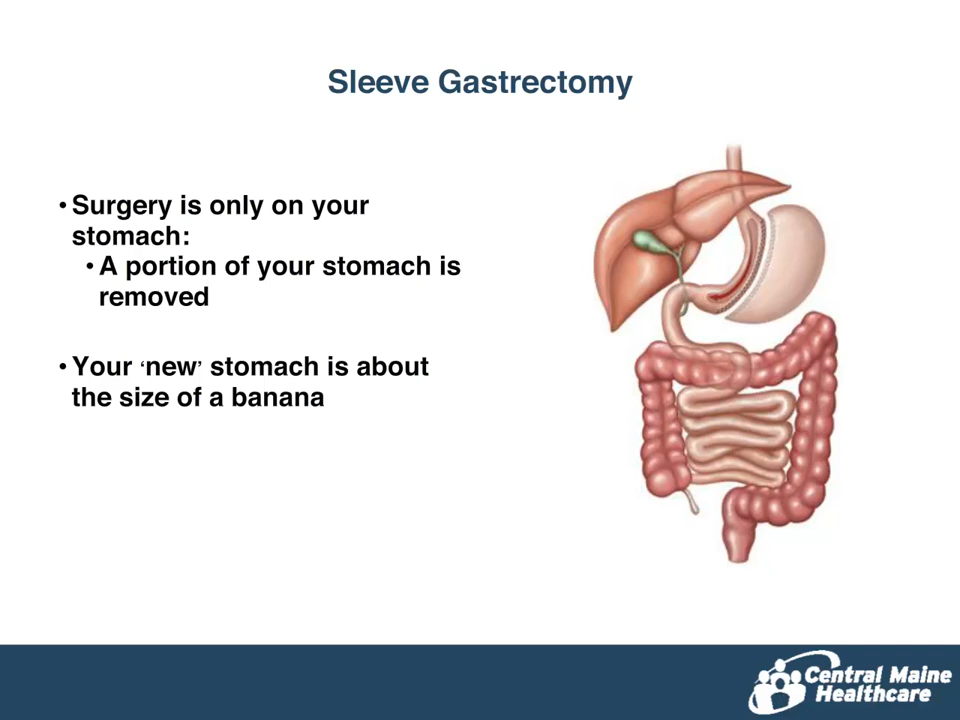 Sleeve Gastrectomy
• Surgery is only on your
stomach:
• A portion of your stomach is
removed
• Your ‘new’ stomach is about
the size of a banana
Central Maine
Healthcare